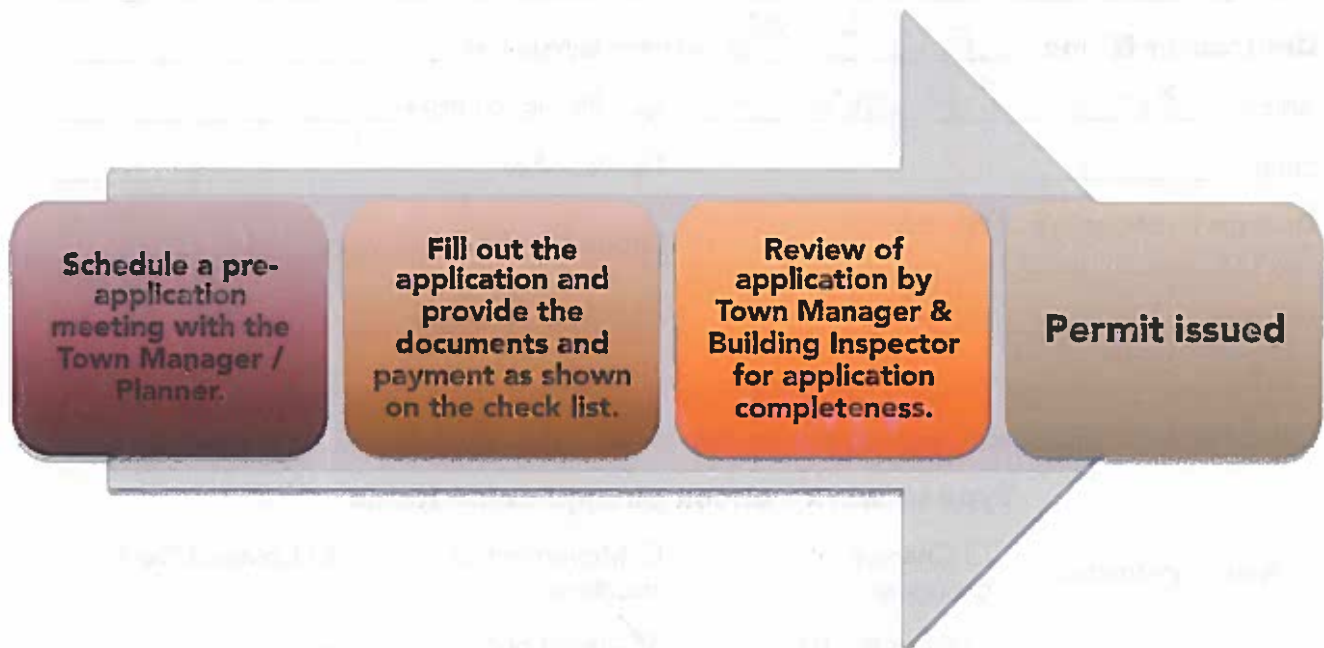 Schedule a pre-
application
meeting with the
Town Manager /
Planner.
Fill out the
application and
provide the
documents and
payment as shown
on the check list.
Review of
application by
Town Manager &
Building Inspector
for application
completeness.
Permit issued